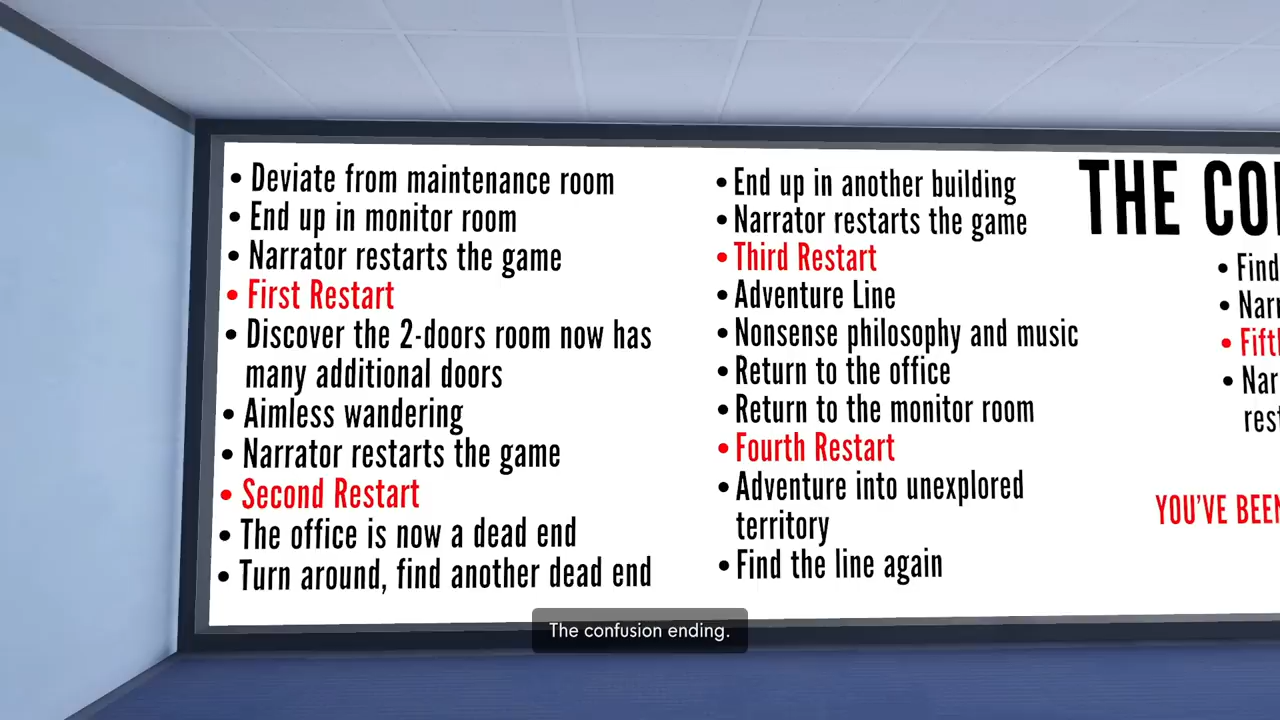 • Deviate from maintenance room
• End up in monitor room
• Narrator restarts the game
• First Restart
• Discover the 2-doors room now has
many additional doors
• Aimless wandering
• Narrator restarts the game
• Second Restart
• The office is now a dead end
• Turn around, find another dead end
• End up in another building
• Narrator restarts the game
• Third Restart
• Adventure Line
• Nonsense philosophy and music
• Return to the office
• Return to the monitor room
• Fourth Restart
• Adventure into unexplored
territory
• Find the line again
THE
• Find
YOU'VE BEEN
The confusion ending.